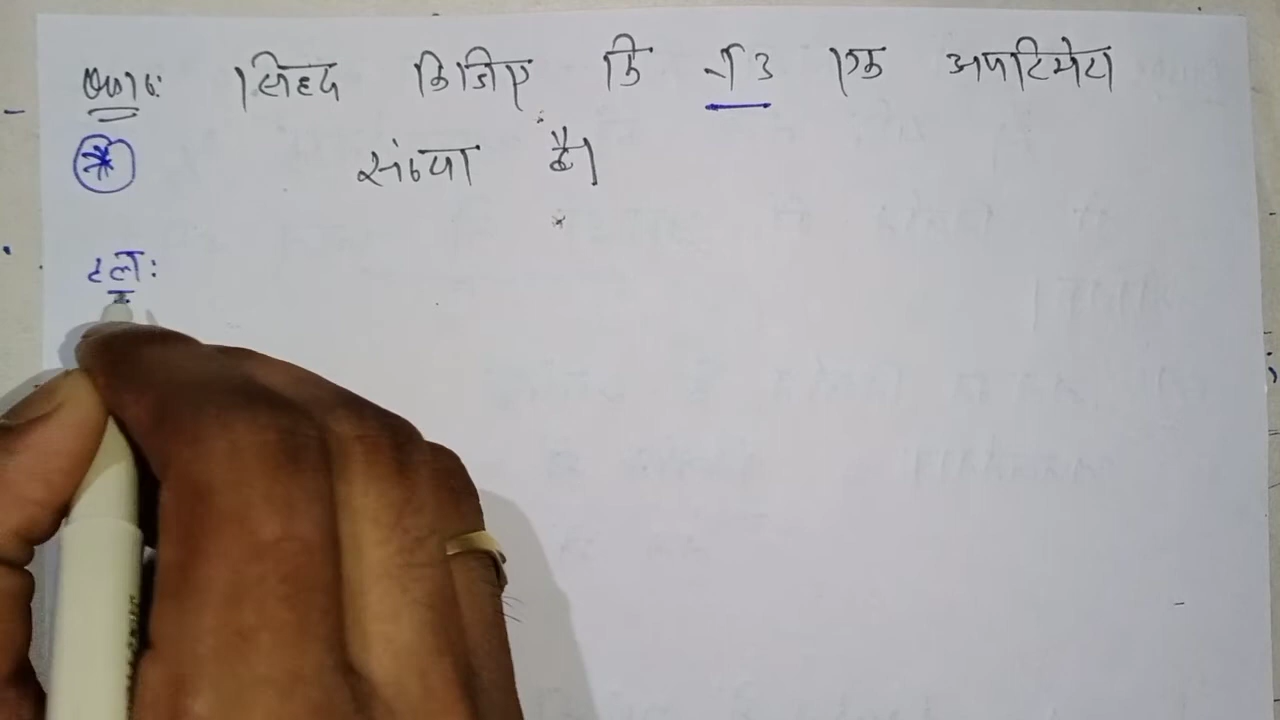 प्रश्न: सिद्ध किजिए कि √3 एक अपरिमेय
संख्या है।
हल: